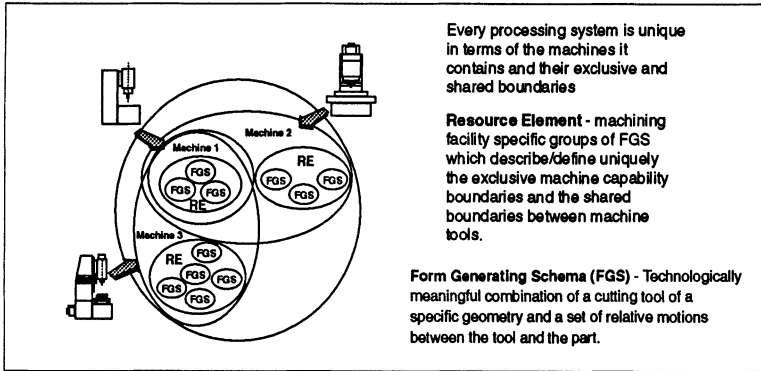 Every processing system is unique
in terms of the machines it
contains and their exclusive and
shared boundaries
Resource Element - machining
facility specific groups of FGS
which describe/define uniquely
the exclusive machine capability
boundaries and the shared
boundaries between machine
tools.
Form Generating Schema (FGS) - Technologically
meaningful combination of a cutting tool of a
specific geometry and a set of relative motions
between the tool and the part.
Machine 2
Machine 1
FGS
FGS
FGS
RE
RE
FGS
FGS
FGS
Machine 3
RE
FGS
FGS
FGS
FGS
FGS